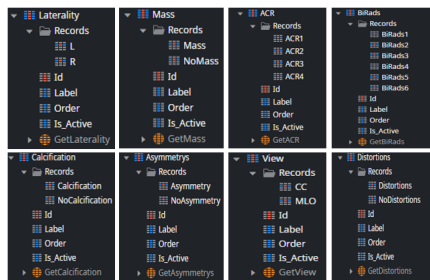 Laterality
Records
L
R
Id
Label
Order
Is_Active
GetLaterality
Mass
Records
Mass
NoMass
Id
Label
Order
Is_Active
GetMass
ACR
Records
ACR1
ACR2
ACR3
ACR4
Id
Label
Order
Is_Active
GetACR
BiRads
Records
BiRads1
BiRads2
BiRads3
BiRads4
BiRads5
BiRads6
Id
Label
Order
Is_Active
GetBiRads
Calcification
Records
Calcification
NoCalcification
Id
Label
Order
Is_Active
GetCalcification
Asymmetrys
Records
Asymmetry
NoAsymmetry
Id
Label
Order
Is_Active
GetAsymmetrys
View
Records
CC
MLO
Id
Label
Order
Is_Active
GetView
Distortions
Records
Distortions
NoDistortions
Id
Label
Order
Is_Active
GetDistortions